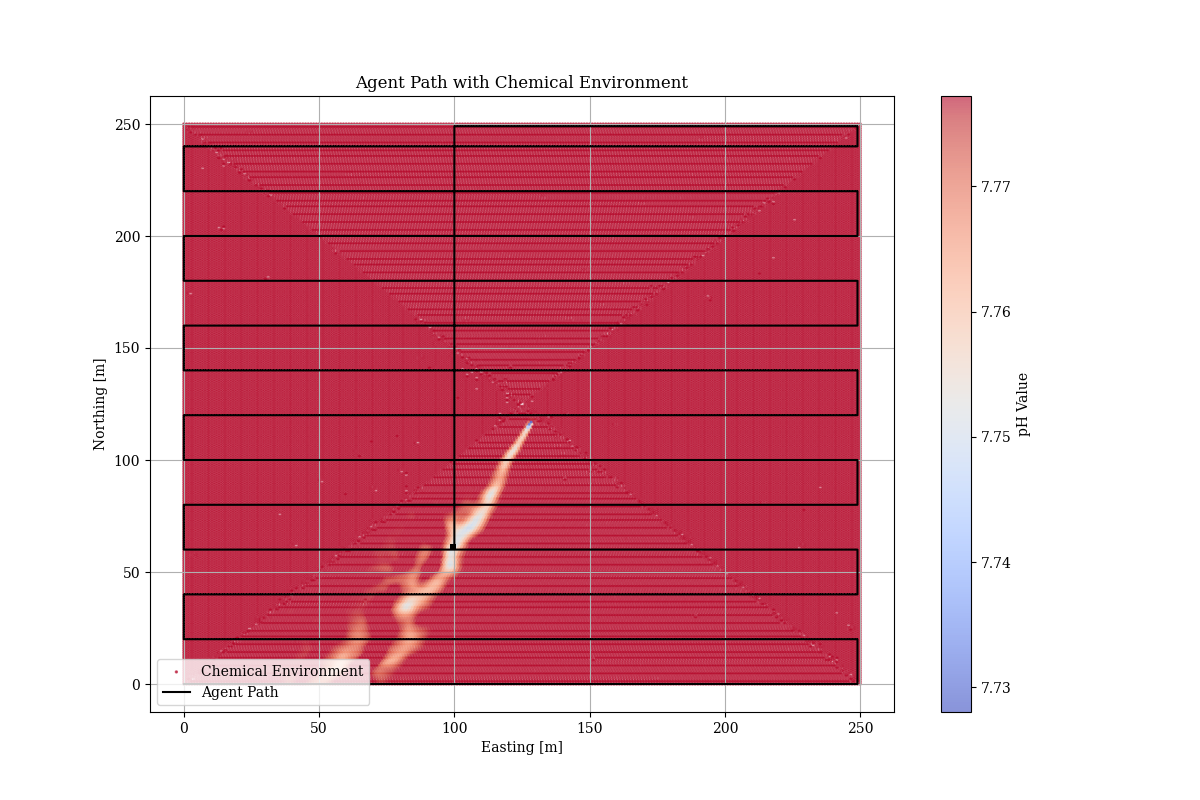 Agent Path with Chemical Environment
Northing [m]
250
200
150
100
50
0
Chemical Environment
Agent Path
0 50 100 150 200 250
Easting [m]
7.77
7.76
7.75
7.74
7.73
pH Value